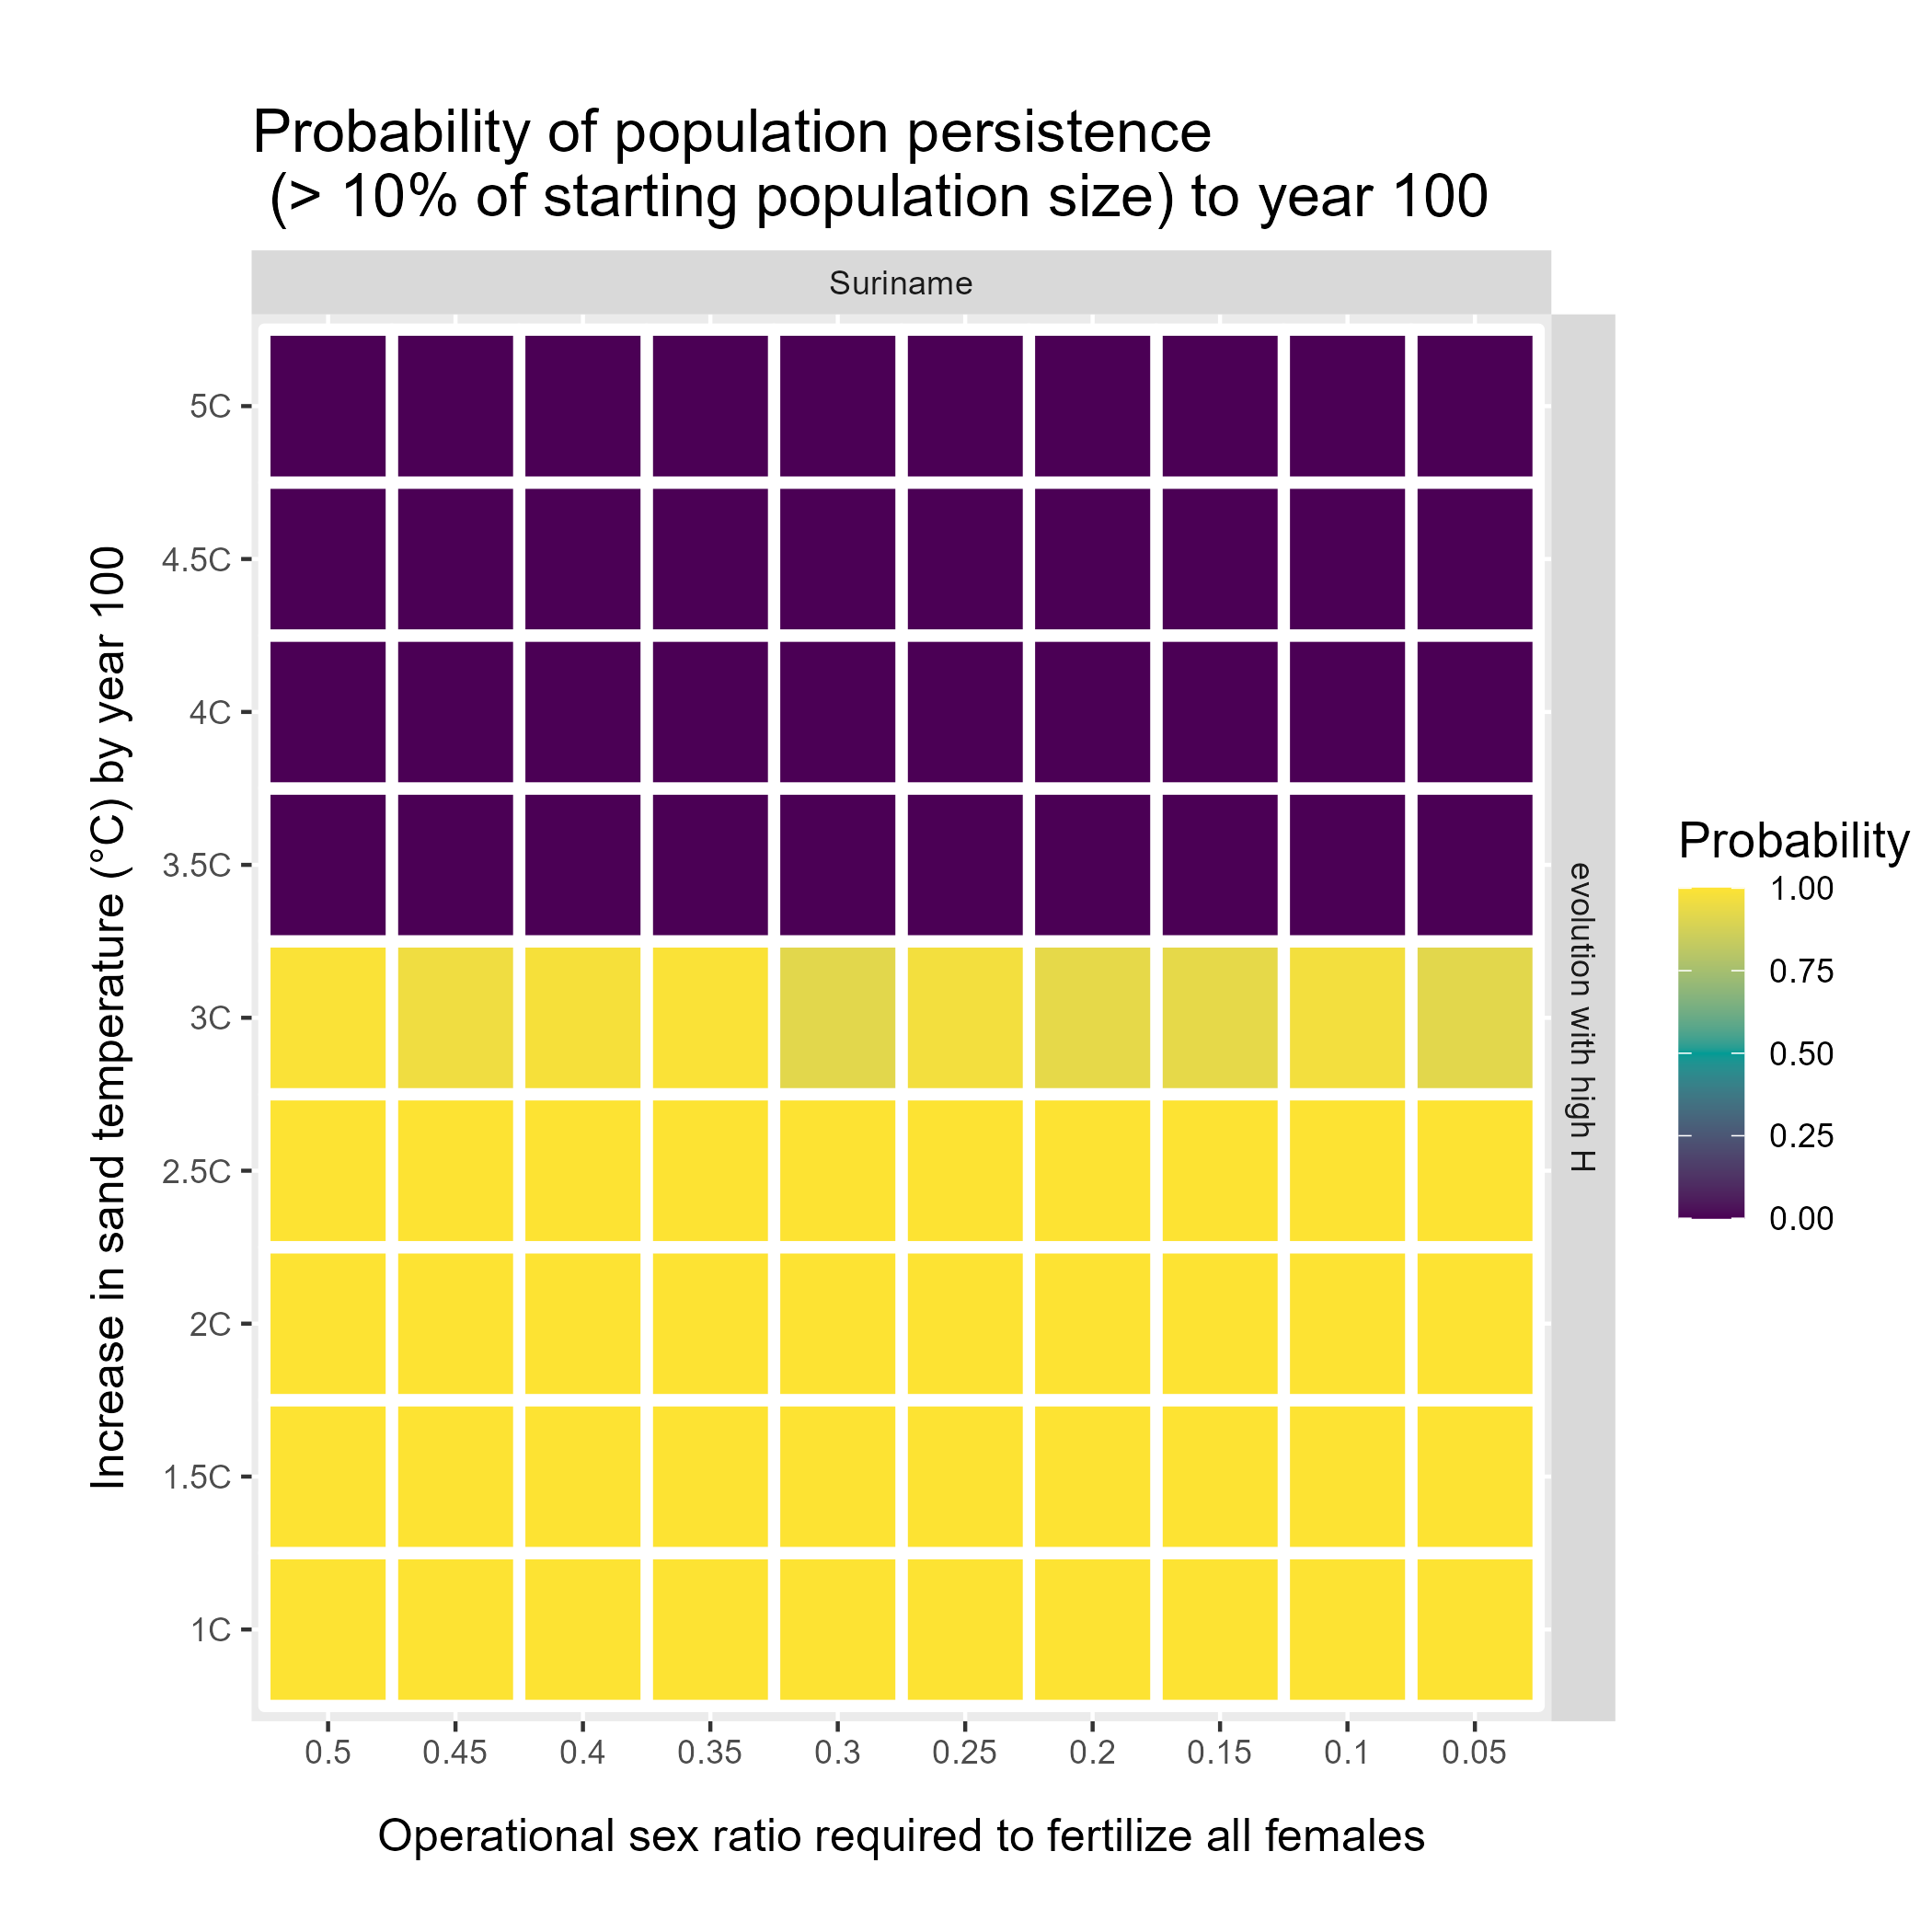 Probability of population persistence
(> 10% of starting population size) to year 100
Suriname
Increase in sand temperature (°C) by year 100
5C
4.5C
4C
3.5C
3C
2.5C
2C
1.5C
1C
evolution with high H
Probability
1.00
0.75
0.50
0.25
0.00
0.5 0.45 0.4 0.35 0.3 0.25 0.2 0.15 0.1 0.05
Operational sex ratio required to fertilize all females